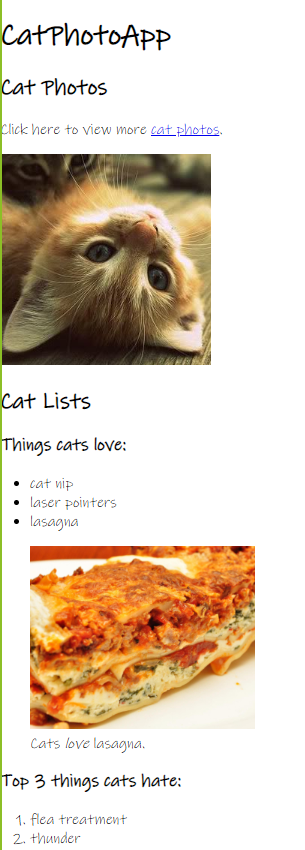 CatPhotoApp
Cat Photos
Click here to view more cat photos.
Cat Lists
Things cats love:
cat nip
laser pointers
lasagna
Cats love lasagna.
Top 3 things cats hate:
1. flea treatment
2. thunder